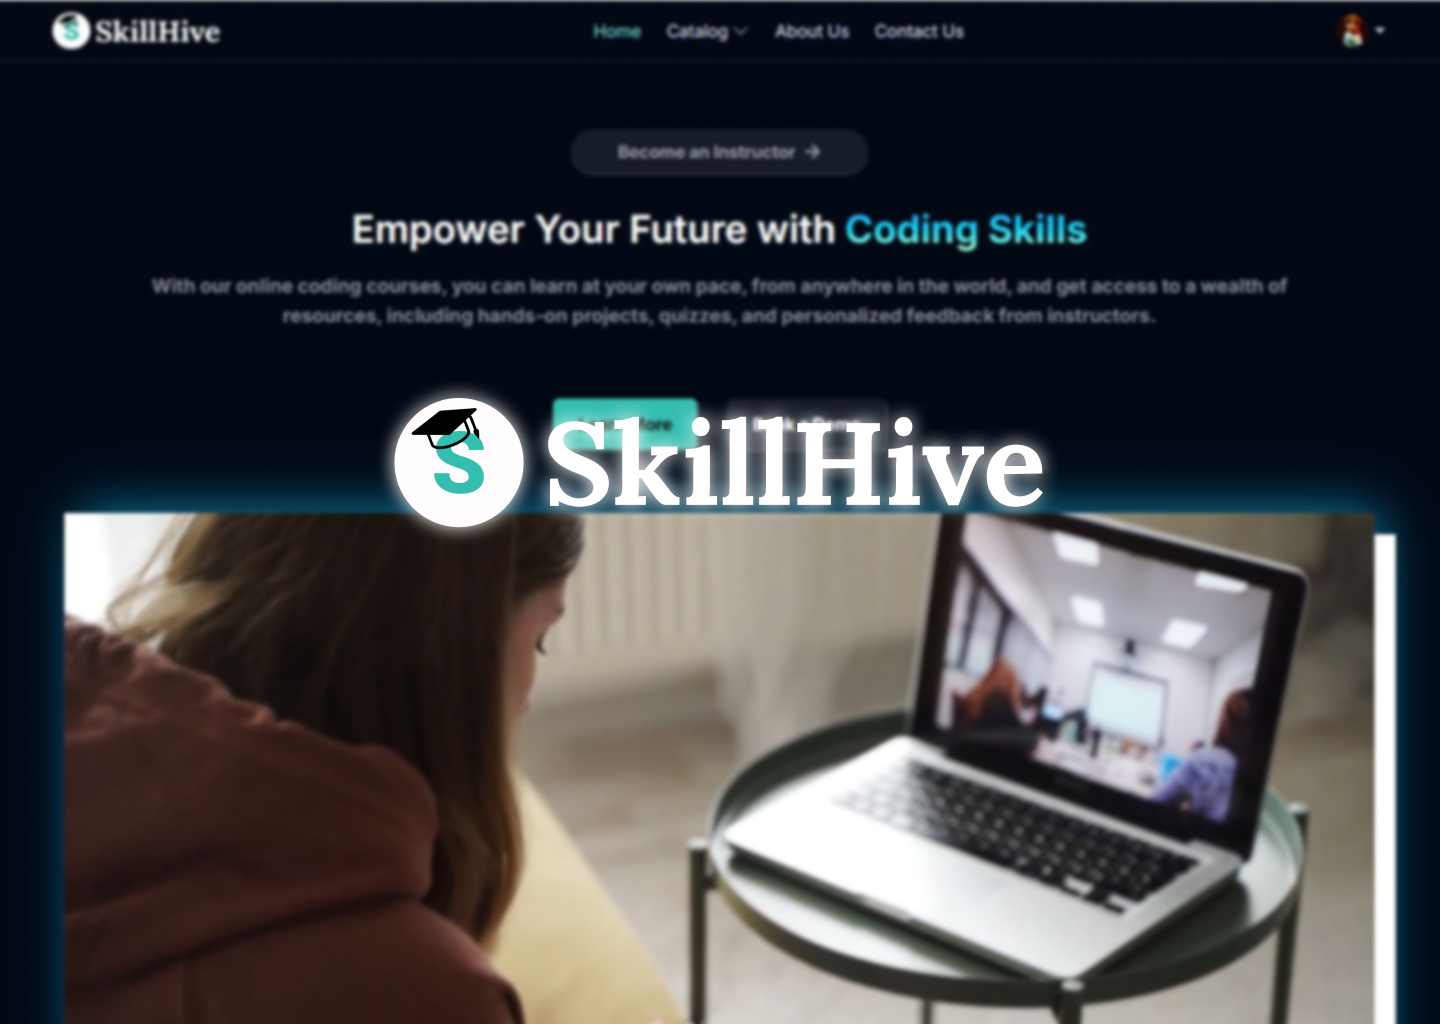 S SkillHive
Home Catalog About Us Contact Us
Become an Instructor →
Empower Your Future with Coding Skills
With our online coding courses, you can learn at your own pace, from anywhere in the world, and get access to a wealth of
resources, including hands-on projects, quizzes, and personalized feedback from instructors.
S SkillHive